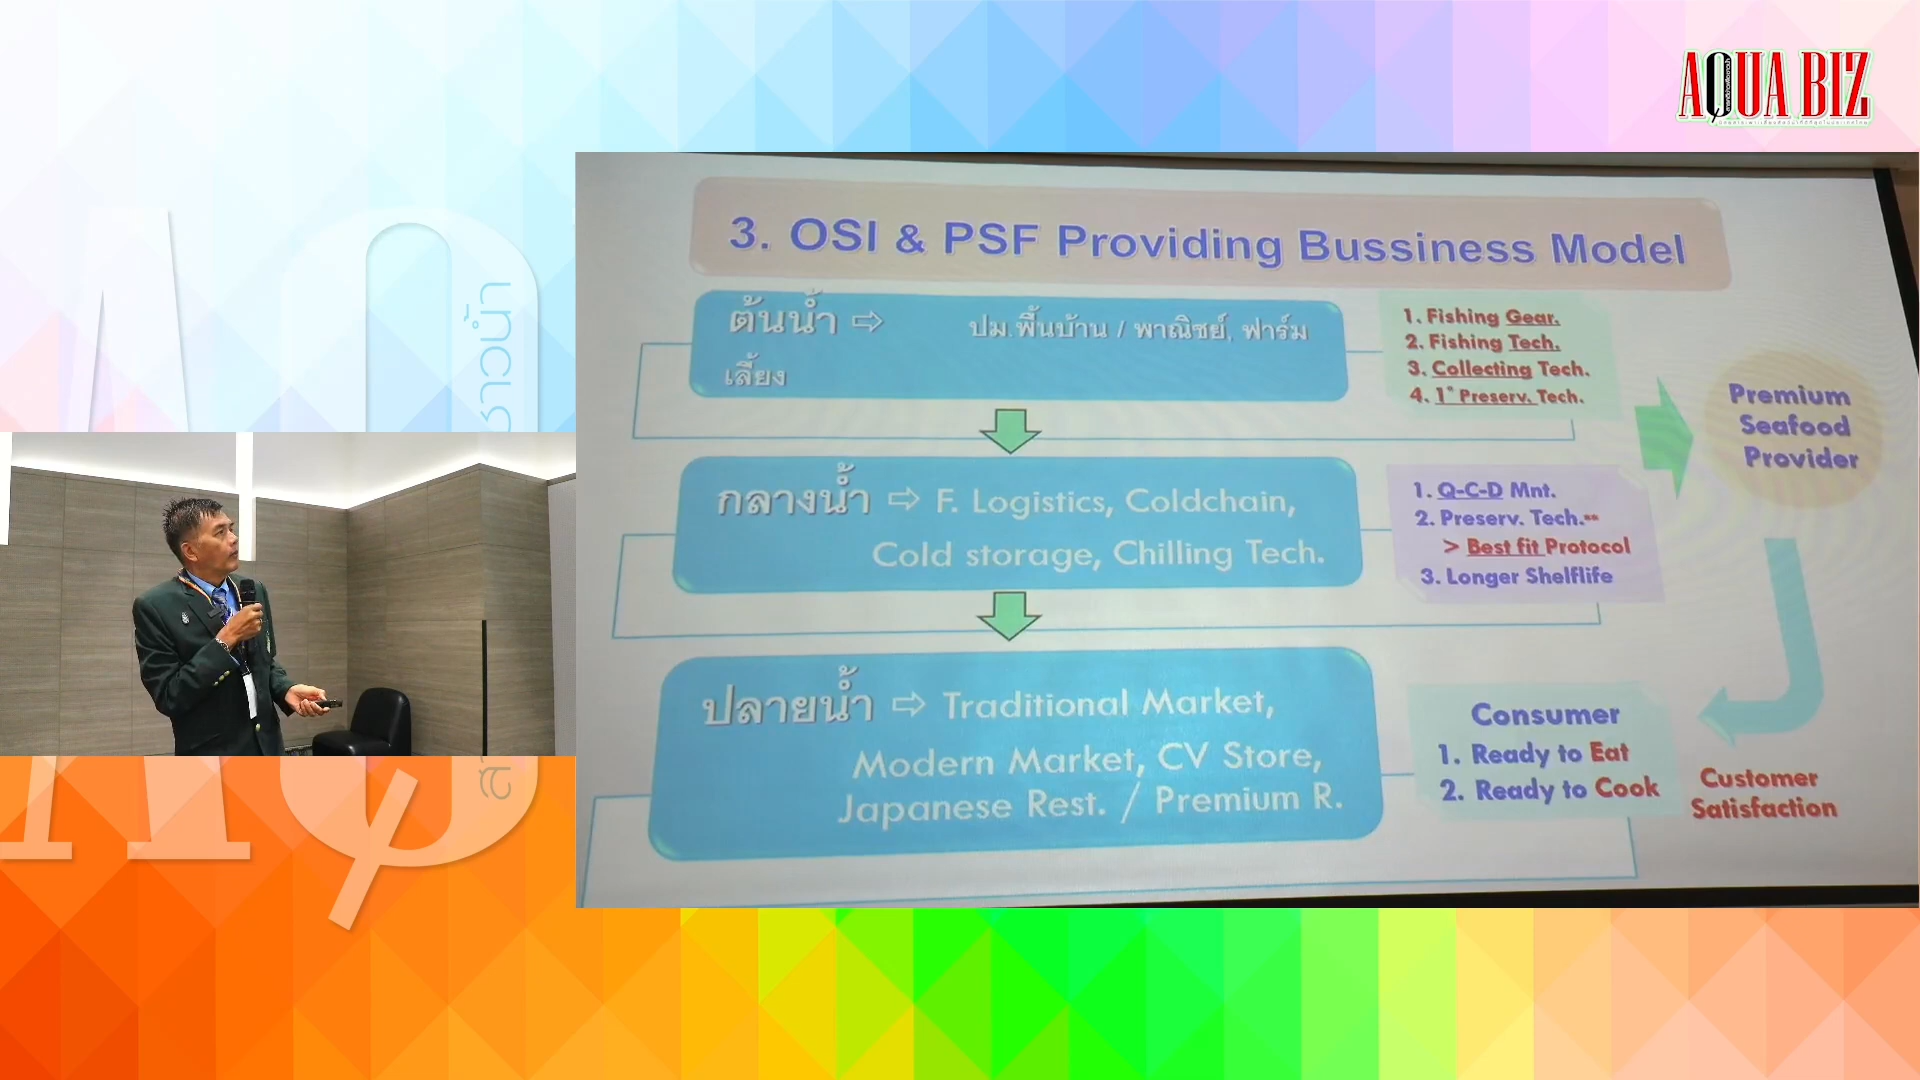 AQUA BIZ
3. OSI & PSF Providing Bussiness Model
ต้นน้ำ ⇨ ปม.พื้นบ้าน / พาณิชย์, ฟาร์ม
เลี้ยง
1. Fishing Gear.
2. Fishing Tech.
3. Collecting Tech.
4. 1* Preserv. Tech.
Premium
Seafood
Provider
กลางน้ำ ⇨ F. Logistics, Coldchain,
Cold storage, Chilling Tech.
1. Q-C-D Mnt.
2. Preserv. Tech.**
> Best fit Protocol
3. Longer Shelflife
ปลายน้ำ ⇨ Traditional Market,
Modern Market, CV Store,
Japanese Rest. / Premium R.
Consumer
1. Ready to Eat
2. Ready to Cook
Customer
Satisfaction